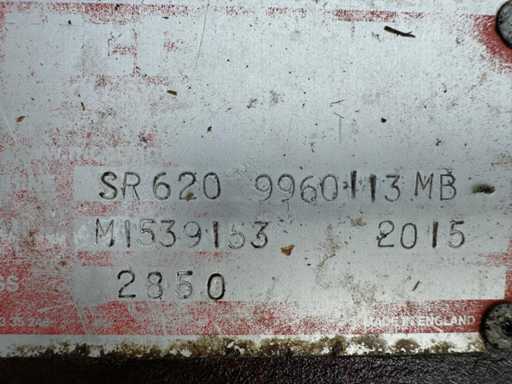 SR620 9960113MB
M1539153 2015
2850
MADE IN ENGLAND